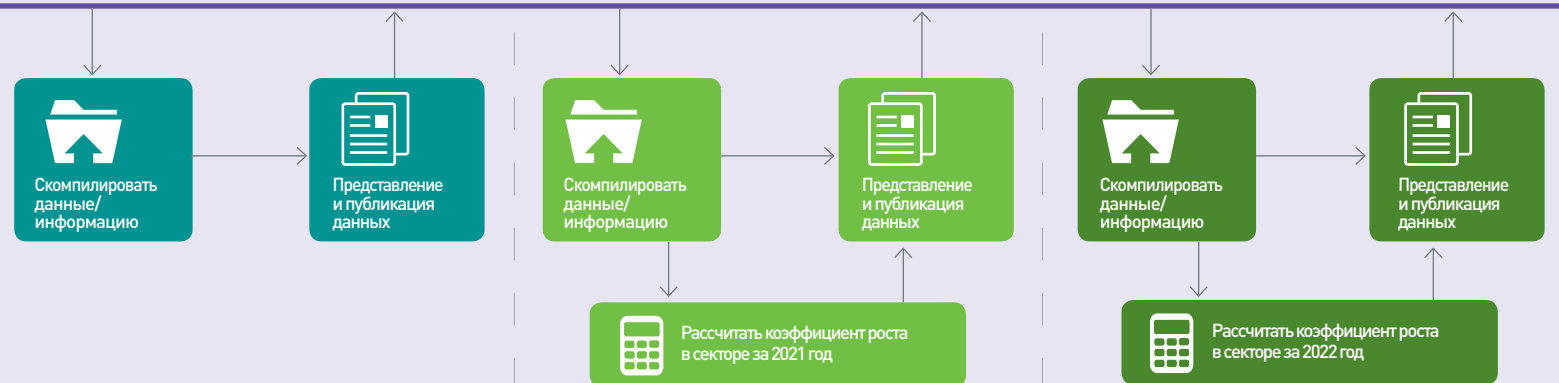 Скомпилировать
данные/
информацию
Представление
и публикация
данных
Скомпилировать
данные/
информацию
Представление
и публикация
данных
Рассчитать коэффициент роста
в секторе за 2021 год
Скомпилировать
данные/
информацию
Представление
и публикация
данных
Рассчитать коэффициент роста
в секторе за 2022 год